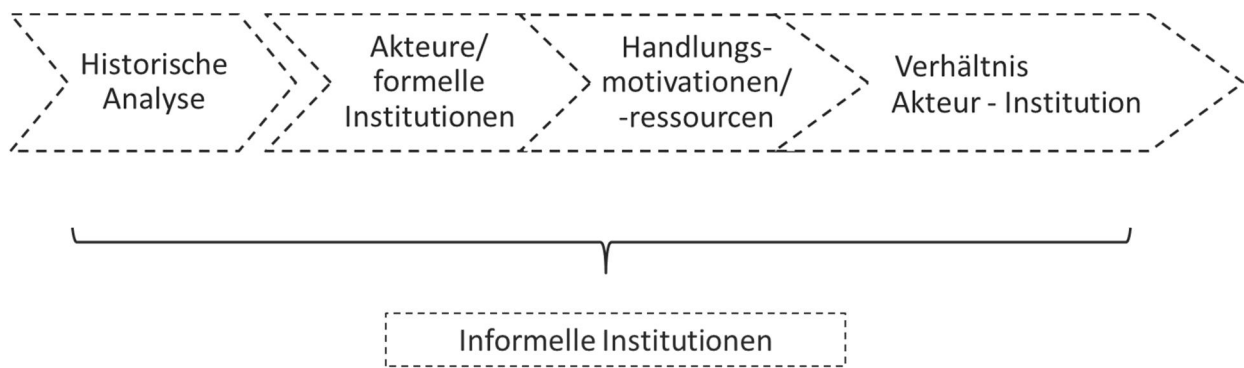 Historische
Analyse
Akteure/
formelle
Institutionen
Handlungs-
motivationen/
-ressourcen
Verhältnis
Akteur - Institution
Informelle Institutionen